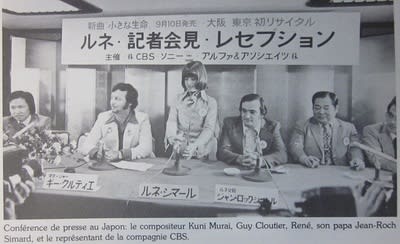 新曲 小さな生命 9月10日発売 大阪 東京 初リサイタル
ルネ・記者会見・レセプション
主催 CBS ソニー アルファ&アソシエイツ
ギークルティエ
ルネ・シマール
ジャンロックシマール
Conférence de presse au Japon: le compositeur Kuni Murai, Guy Cloutier, René, son papa Jean-Roch
Simard, et le représentant de la compagnie CBS.